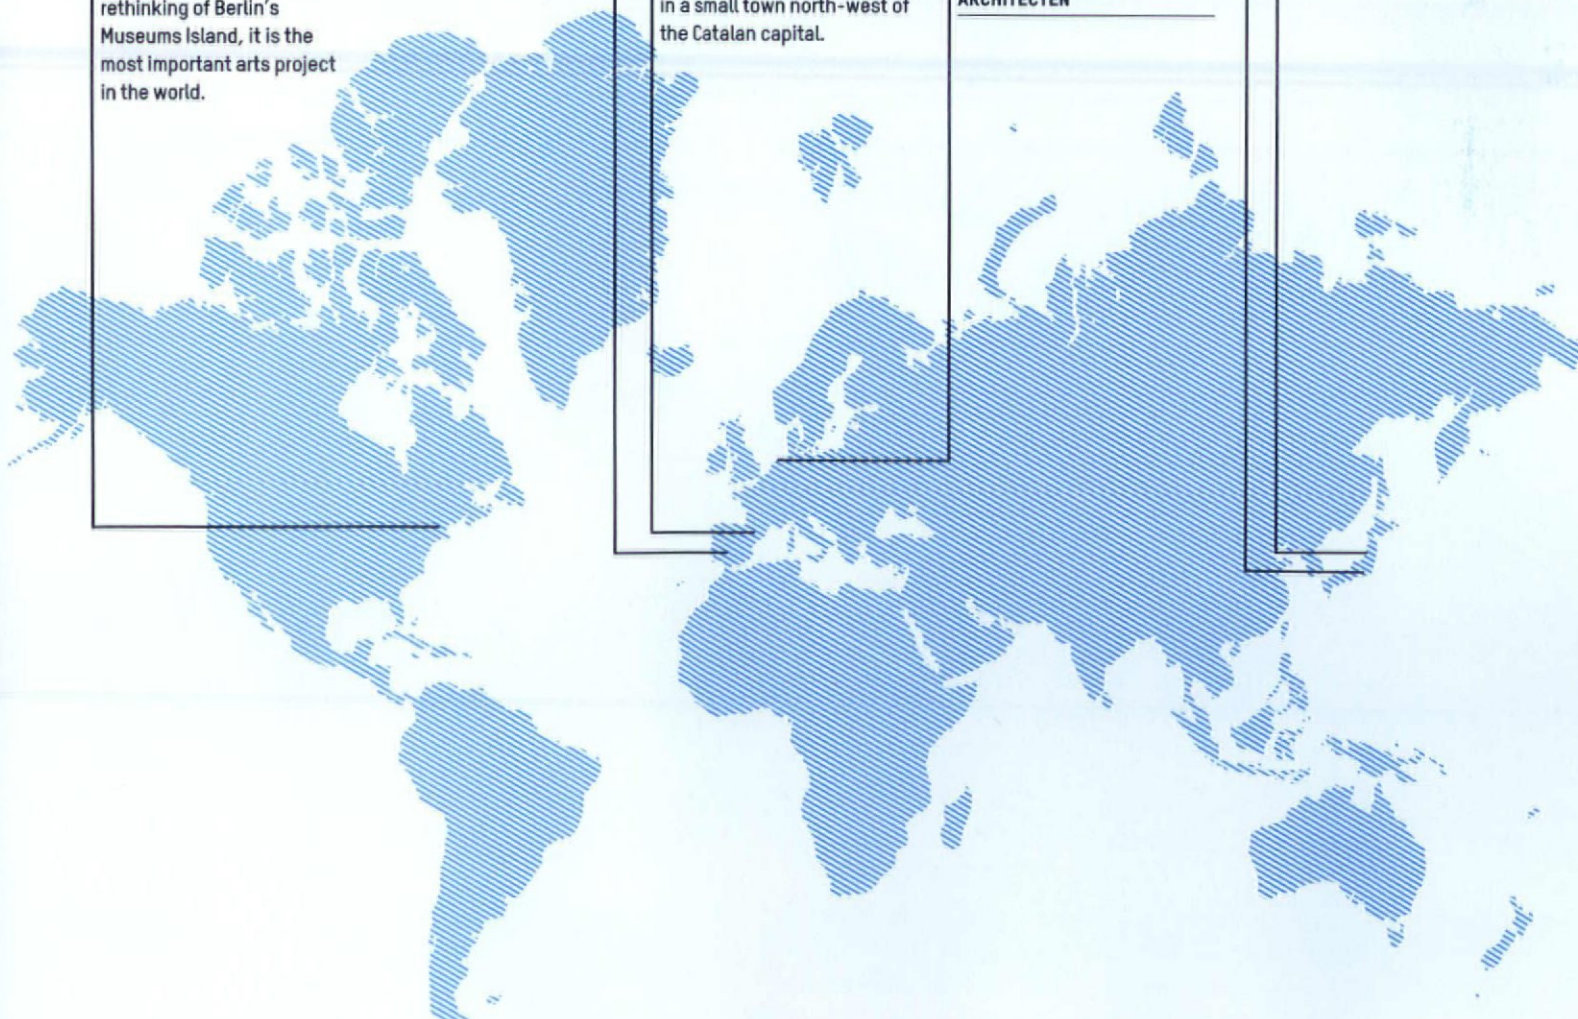 rethinking of Berlin's
Museums Island, it is the
most important arts project
in the world.
in a small town north-west of
the Catalan capital.
ARCHITECTEN